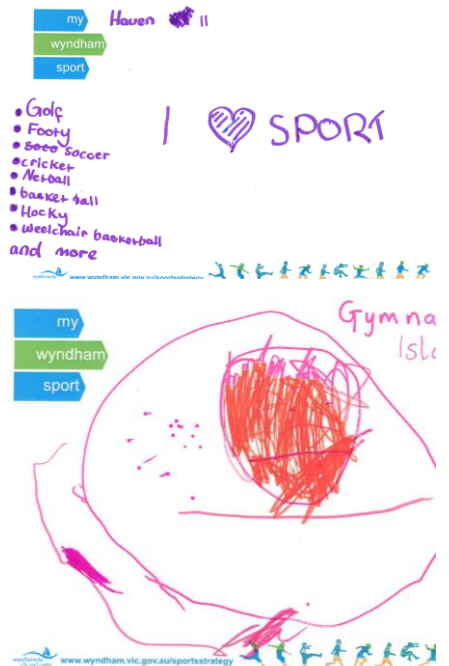 my
Haven 11
wyndham
sport
I SPORT
• Golf
• Footy
• soccer
• cricket
• Netball
• basket ball
• Hocky
• weelchair basketball
and more
www.wyndham.vic.gov.au/sportsstrategy
my
Gymna
wyndham
Isla
sport
www.wyndham.vic.gov.au/sportsstrategy